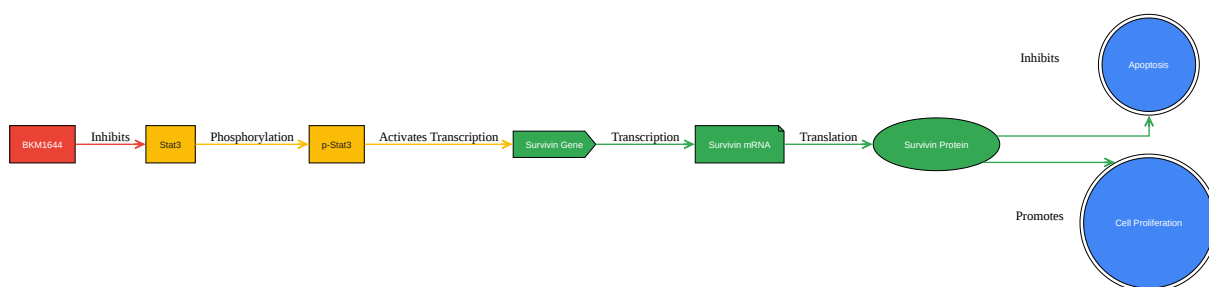 Inhibits
Apoptosis
BKM1644
Inhibits
Stat3
Phosphorylation
p-Stat3
Activates Transcription
Survivin Gene
Transcription
Survivin mRNA
Translation
Survivin Protein
Promotes
Cell Proliferation